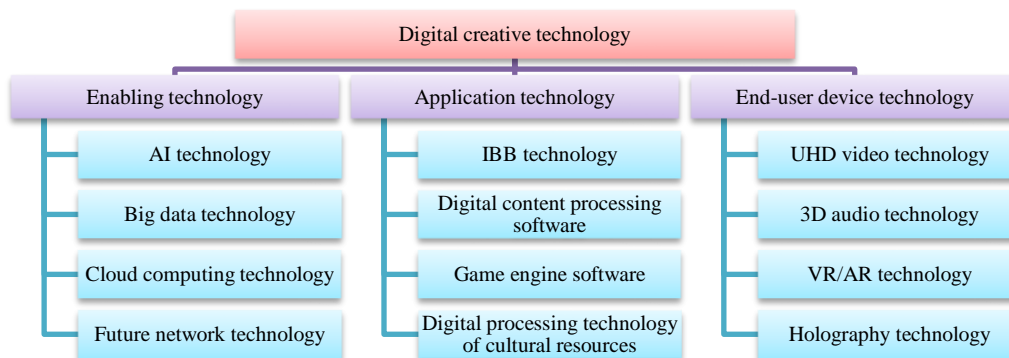 Digital creative technology
Enabling technology
Application technology
End-user device technology
AI technology
IBB technology
UHD video technology
Big data technology
Digital content processing
software
3D audio technology
Cloud computing technology
Game engine software
VR/AR technology
Future network technology
Digital processing technology
of cultural resources
Holography technology